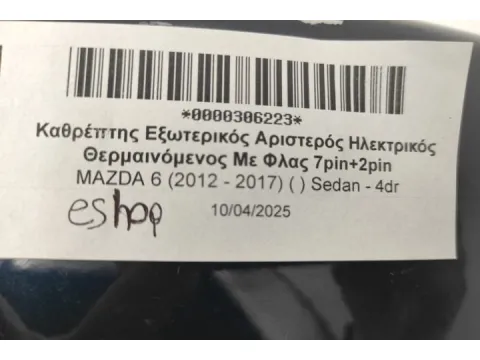 *0000306223*
Καθρέπτης Εξωτερικός Αριστερός Ηλεκτρικός
Θερμαινόμενος Με Φλας 7pin+2pin
MAZDA 6 (2012 - 2017) ( ) Sedan - 4dr
eshop 10/04/2025